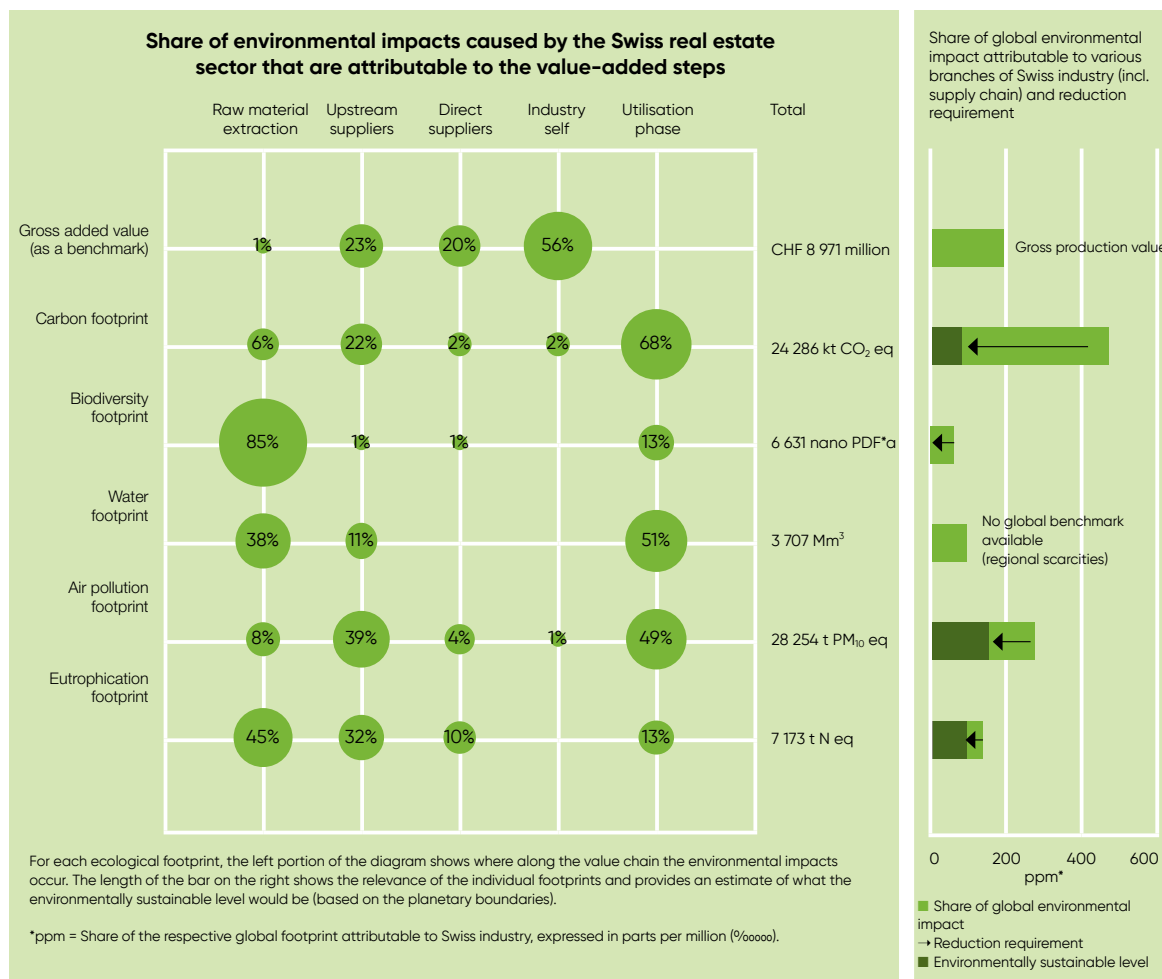 Share of environmental impacts caused by the Swiss real estate
sector that are attributable to the value-added steps
Raw material
extraction
Upstream
suppliers
Direct
suppliers
Industry
self
Utilisation
phase
Total
Gross added value
(as a benchmark)
1%
23%
20%
56%
CHF 8 971 million
Carbon footprint
6%
22%
2%
2%
68%
24 286 kt CO₂ eq
Biodiversity
footprint
85%
1%
1%
13%
6 631 nano PDF*a
Water
footprint
38%
11%
51%
3 707 Mm³
Air pollution
footprint
8%
39%
4%
1%
49%
28 254 t PM₁₀ eq
Eutrophication
footprint
45%
32%
10%
13%
7 173 t N eq
For each ecological footprint, the left portion of the diagram shows where along the value chain the environmental impacts
occur. The length of the bar on the right shows the relevance of the individual footprints and provides an estimate of what the
environmentally sustainable level would be (based on the planetary boundaries).
*ppm = Share of the respective global footprint attributable to Swiss industry, expressed in parts per million (%ooooo).
Share of global environmental
impact attributable to various
branches of Swiss industry (incl.
supply chain) and reduction
requirement
Gross production value
No global benchmark
available
(regional scarcities)
0 200 400 600
ppm*
Share of global environmental
impact
→ Reduction requirement
Environmentally sustainable level